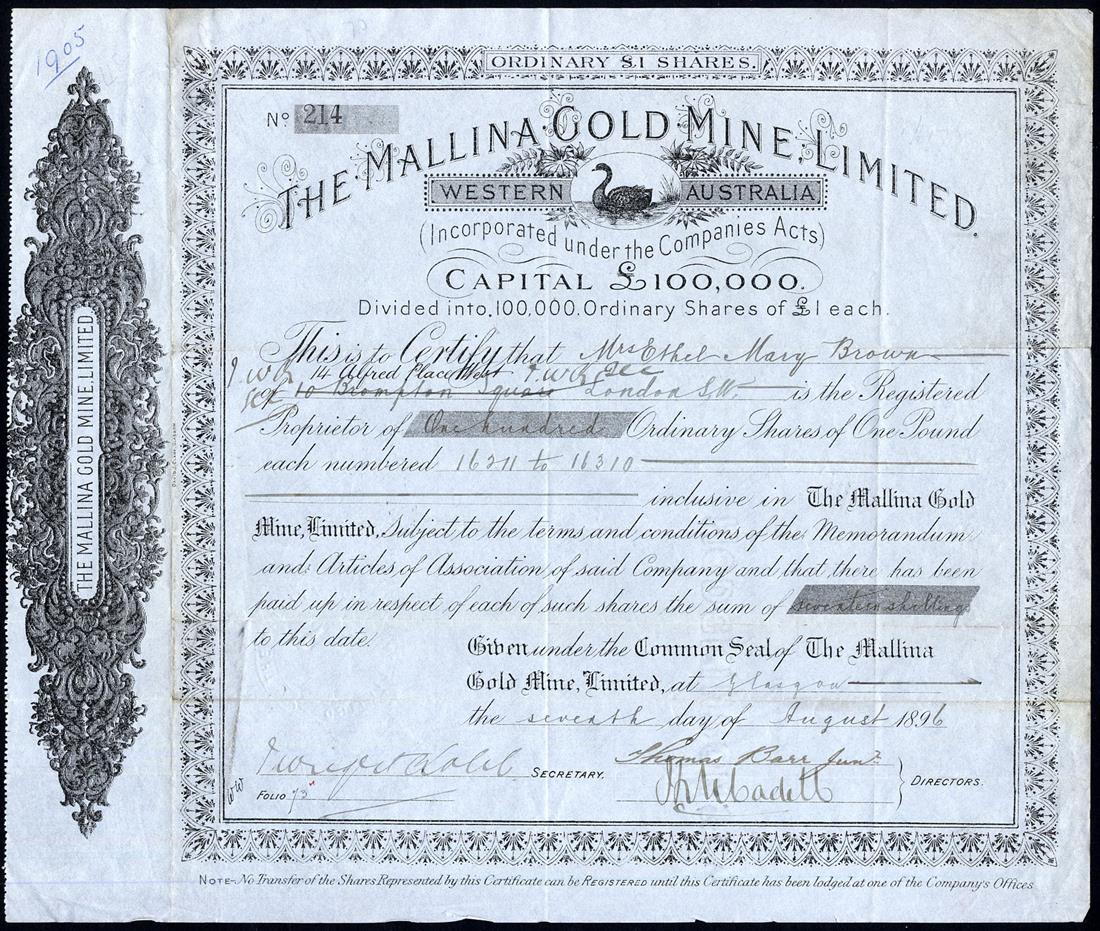 1905
ORDINARY £1 SHARES.
No. 214
THE MALLINA GOLD MINE, LIMITED.
WESTERN AUSTRALIA
(Incorporated under the Companies Acts)
CAPITAL £100,000.
Divided into 100,000 Ordinary Shares of £1 each.
This is to Certify that Mrs Ethel Mary Brown
14 Alfred Place West
10 Brompton Square London S.W. is the Registered
Proprietor of One hundred Ordinary Shares of One Pound
each numbered 16211 to 16310
inclusive in The Mallina Gold
Mine, Limited, subject to the terms and conditions of the Memorandum
and Articles of Association of said Company and that there has been
paid up in respect of each of such shares the sum of seventeen shillings
to this date.
Given under the Common Seal of The Mallina
Gold Mine, Limited, at Glasgow
the seventh day of August 1896
SECRETARY.
Thomas Barr Junr.
DIRECTORS.
FOLIO 73
NOTE—No Transfer of the Shares Represented by this Certificate can be REGISTERED until this Certificate has been lodged at one of the Company's Offices
THE MALLINA GOLD MINE, LIMITED